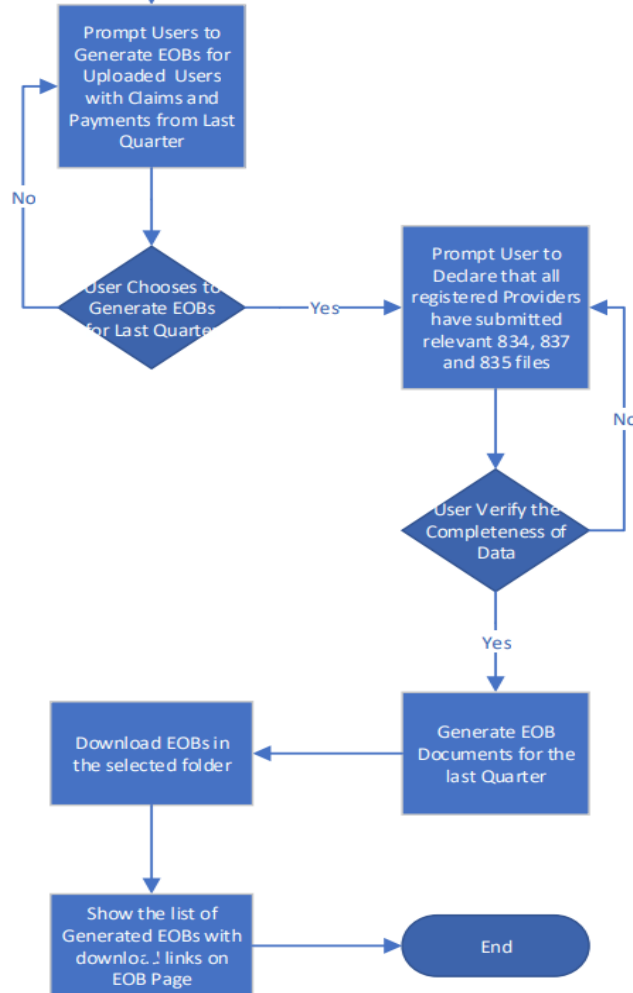 Prompt Users to
Generate EOBs for
Uploaded Users
with Claims and
Payments from Last
Quarter
No
User Chooses to
Generate EOBs
for Last Quarter
Yes
Prompt User to
Declare that all
registered Providers
have submitted
relevant 834, 837
and 835 files
No
User Verify the
Completeness of
Data
Yes
Generate EOB
Documents for the
last Quarter
Download EOBs in
the selected folder
Show the list of
Generated EOBs with
download links on
EOB Page
End